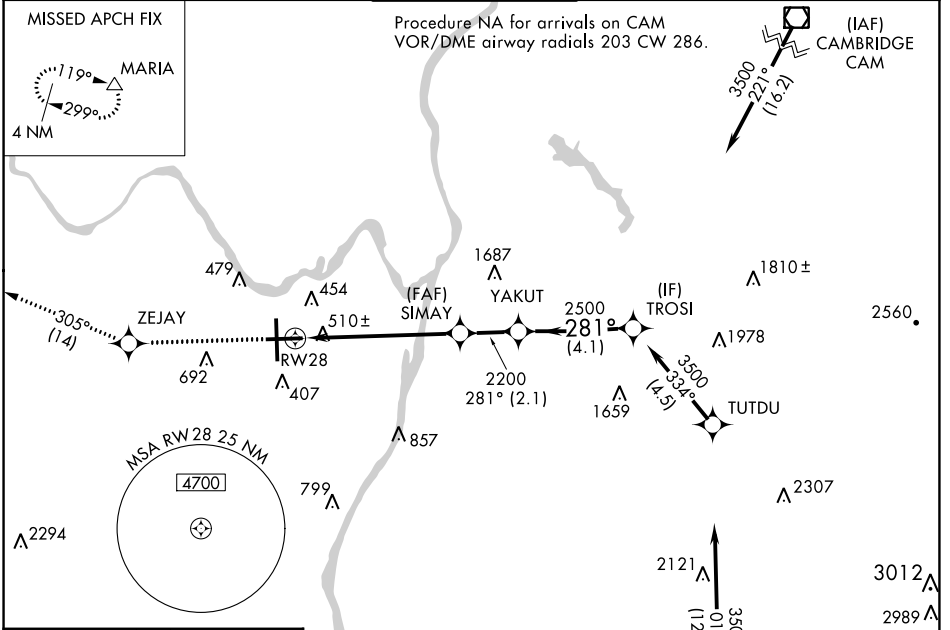 MISSED APCH FIX
119°
MARIA
299°
4 NM
Procedure NA for arrivals on CAM
VOR/DME airway radials 203 CW 286.
(IAF)
CAMBRIDGE
CAM
3500
221°
(16.2)
1687
479
454
(FAF)
SIMAY
YAKUT
2500
281°
(4.1)
(IF)
TROSI
1810±
2560
305°
(14)
ZEJAY
510±
RW28
692
407
2200
281° (2.1)
1978
3500
334°
(4.5)
1659
TUTDU
857
MSA RW 28 25 NM
4700
799
2307
2294
2121
3012
2989